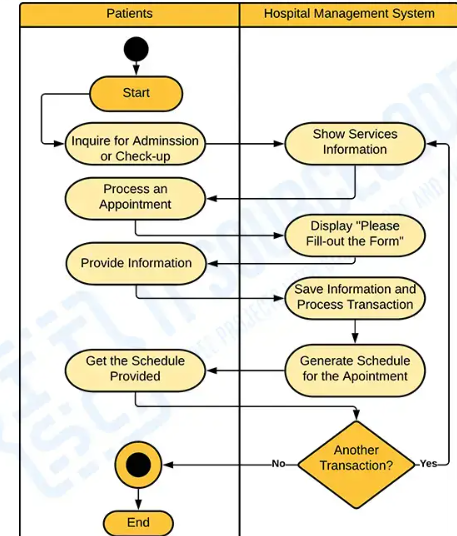 Patients
Hospital Management System
Start
Inquire for Adminssion
or Check-up
Show Services
Information
Process an
Appointment
Display "Please
Fill-out the Form"
Provide Information
Save Information and
Process Transaction
Get the Schedule
Provided
Generate Schedule
for the Apointment
Another
Transaction?
No
Yes
End
IT SOURCECODE